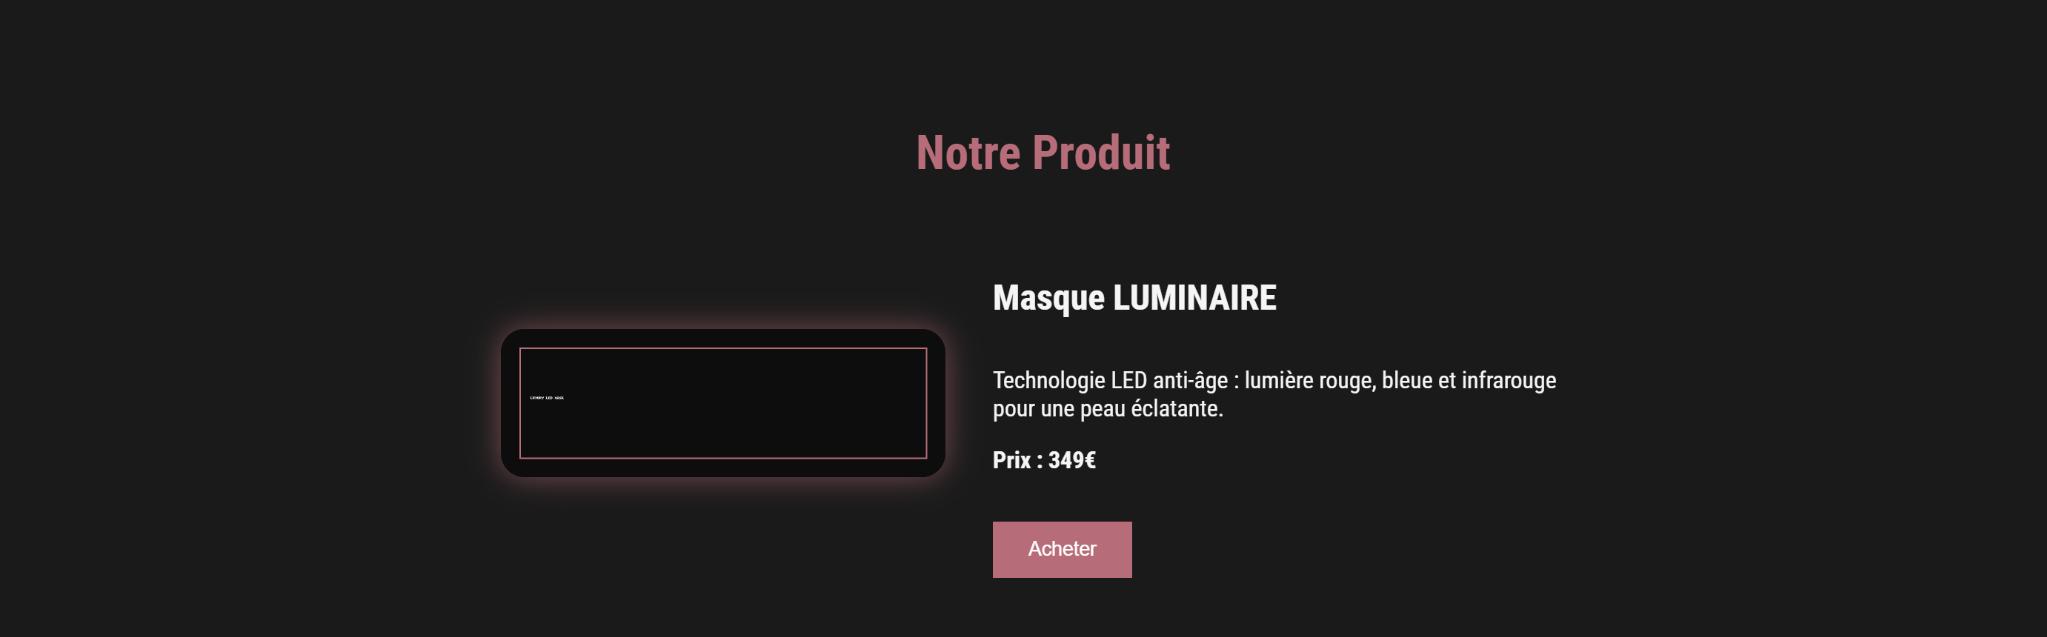 Notre Produit
Masque LUMINAIRE
Technologie LED anti-âge : lumière rouge, bleue et infrarouge
pour une peau éclatante.
Prix : 349€
Acheter